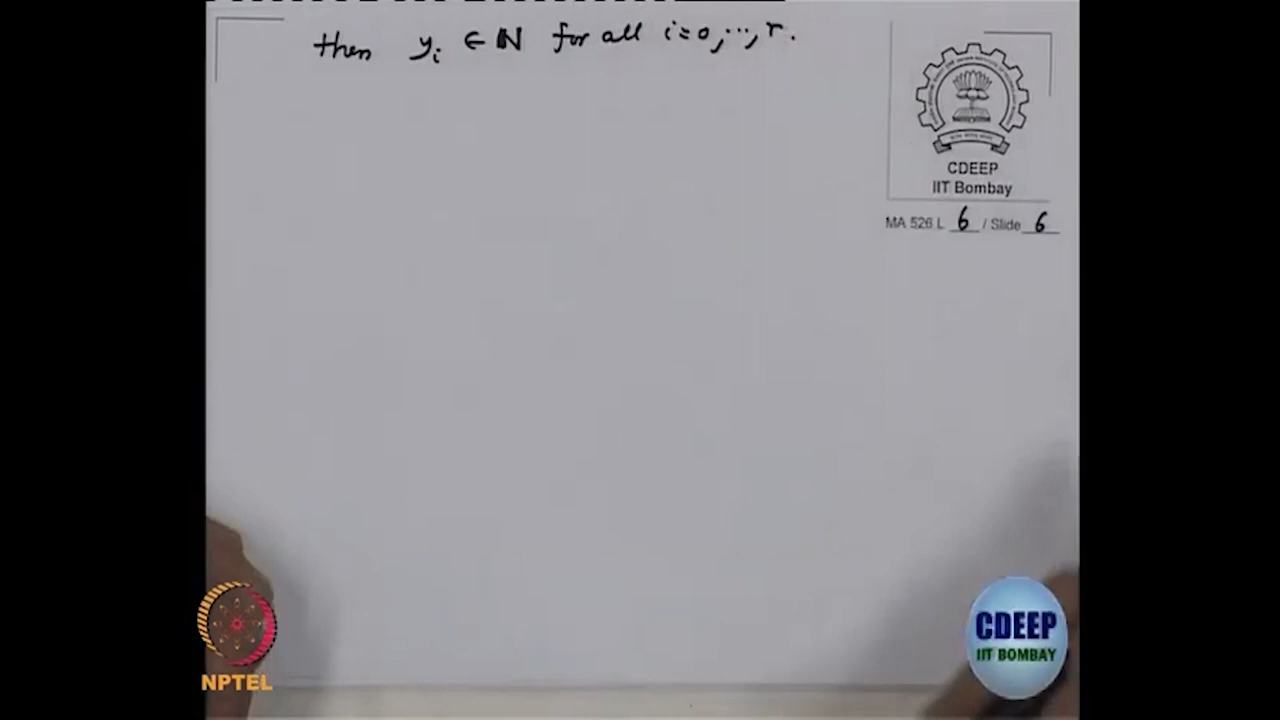 then y_i ∈ ℕ for all i=0,⋯,r.
CDEEP
IIT Bombay
MA 526 L 6 / Slide 6
NPTEL
CDEEP
IIT BOMBAY